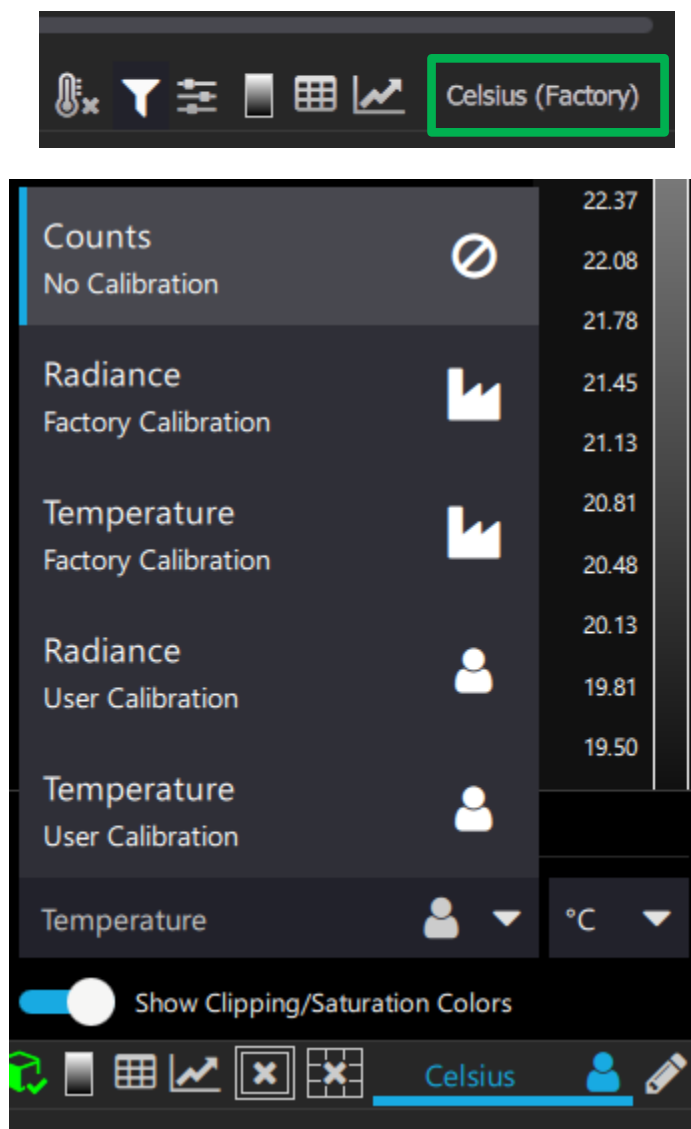 Celsius (Factory)
22.37
Counts
22.08
No Calibration
21.78
Radiance
21.45
Factory Calibration
21.13
Temperature
20.81
Factory Calibration
20.48
20.13
Radiance
19.81
User Calibration
19.50
Temperature
User Calibration
Temperature °C
Show Clipping/Saturation Colors
Celsius